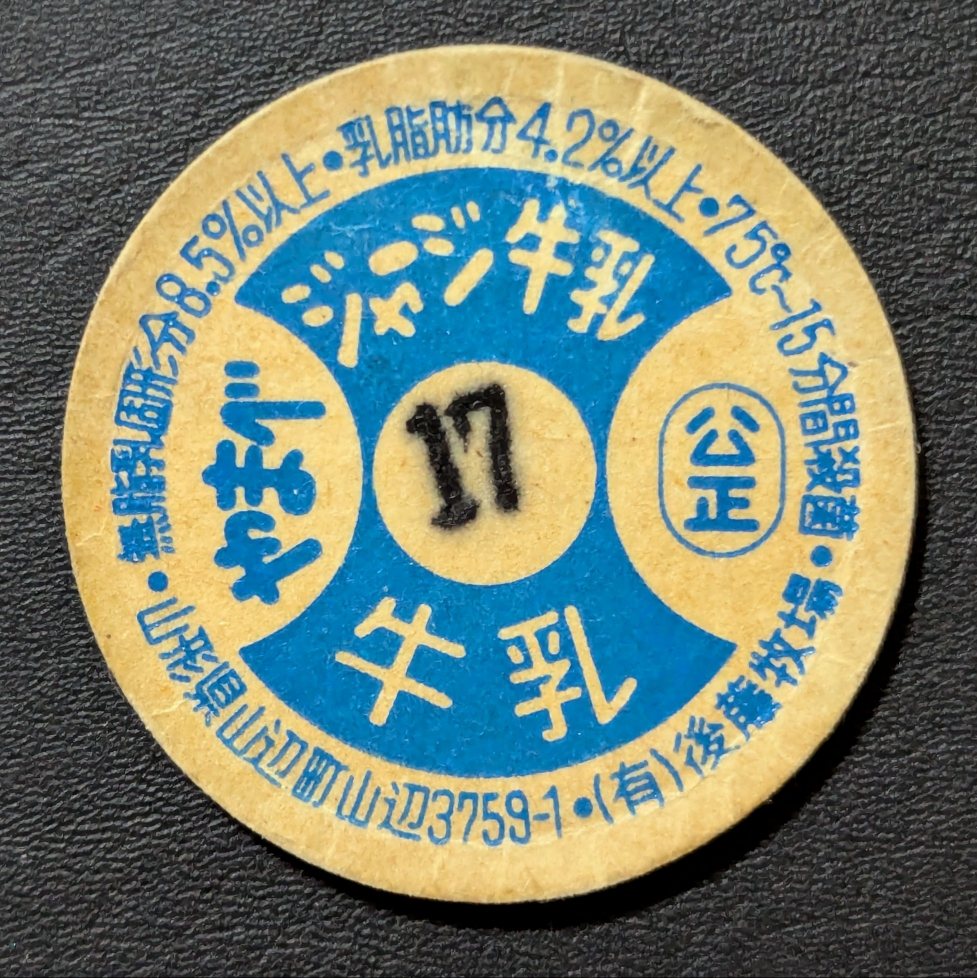 無脂乳固形分8.5%以上・乳脂肪分4.2%以上・75℃~15分間殺菌・
山形県山辺町山辺3759-1・(有)後藤牧場・
ジャージ牛乳
やまべ
17
公正
牛乳